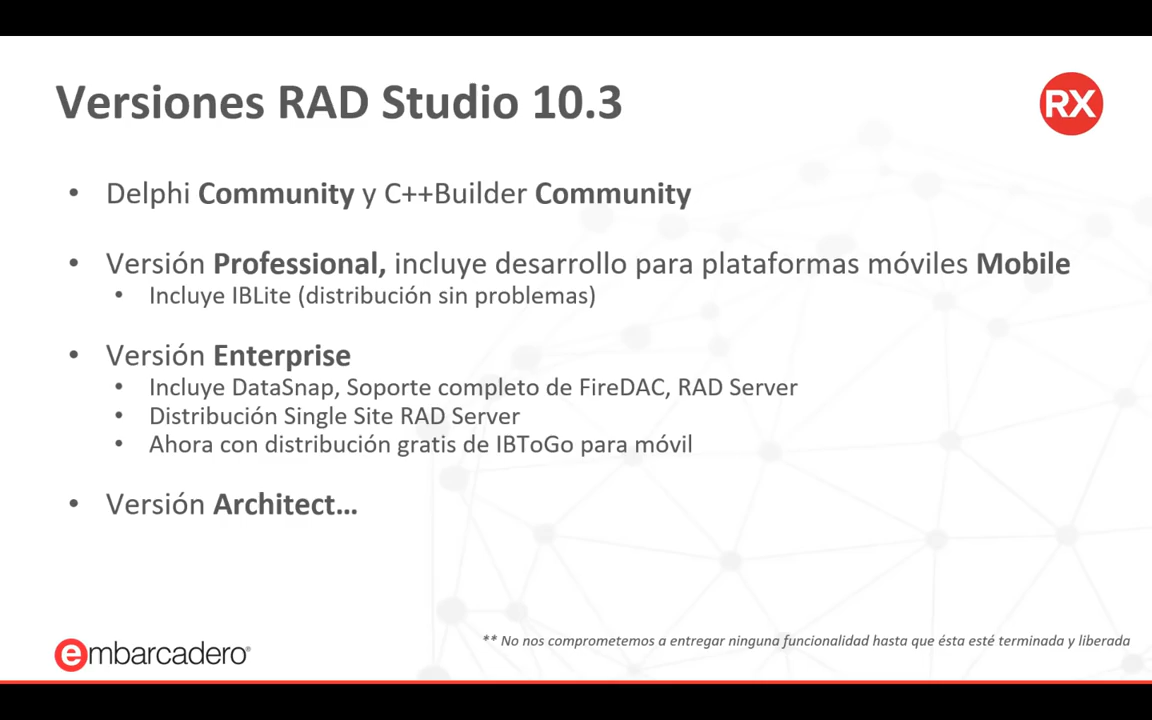 Versiones RAD Studio 10.3
RX
• Delphi Community y C++Builder Community
• Versión Professional, incluye desarrollo para plataformas móviles Mobile
• Incluye IBLite (distribución sin problemas)
• Versión Enterprise
• Incluye DataSnap, Soporte completo de FireDAC, RAD Server
• Distribución Single Site RAD Server
• Ahora con distribución gratis de IBToGo para móvil
• Versión Architect…
** No nos comprometemos a entregar ninguna funcionalidad hasta que ésta esté terminada y liberada
embarcadero®